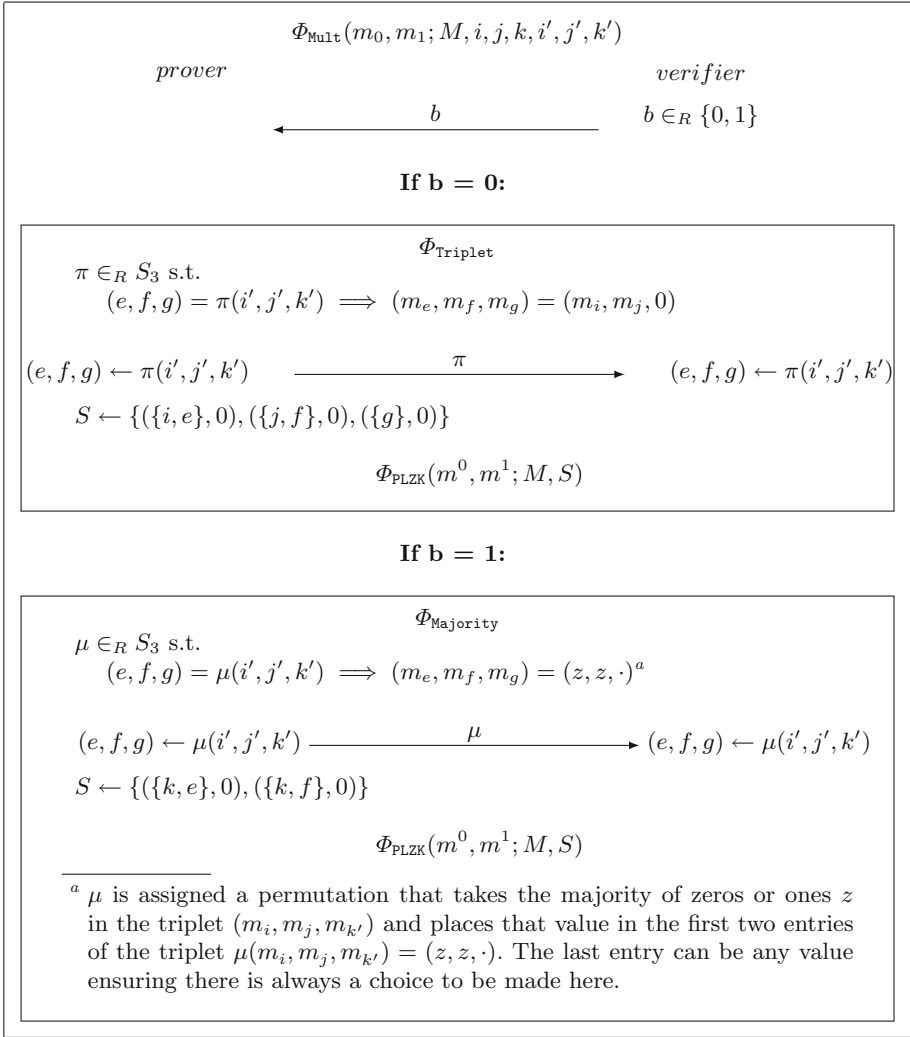 Φ_Mult(m_0, m_1; M, i, j, k, i′, j′, k′)
prover verifier
b b ∈_R {0, 1}
If b = 0:
Φ_Triplet
π ∈_R S_3 s.t.
(e, f, g) = π(i′, j′, k′) ⟹ (m_e, m_f, m_g) = (m_i, m_j, 0)
(e, f, g) ← π(i′, j′, k′) π (e, f, g) ← π(i′, j′, k′)
S ← {({i, e}, 0), ({j, f}, 0), ({g}, 0)}
Φ_PLZK(m^0, m^1; M, S)
If b = 1:
Φ_Majority
μ ∈_R S_3 s.t.
(e, f, g) = μ(i′, j′, k′) ⟹ (m_e, m_f, m_g) = (z, z, ·)^a
(e, f, g) ← μ(i′, j′, k′) μ (e, f, g) ← μ(i′, j′, k′)
S ← {({k, e}, 0), ({k, f}, 0)}
Φ_PLZK(m^0, m^1; M, S)
^a μ is assigned a permutation that takes the majority of zeros or ones z
in the triplet (m_i, m_j, m_k′) and places that value in the first two entries
of the triplet μ(m_i, m_j, m_k′) = (z, z, ·). The last entry can be any value
ensuring there is always a choice to be made here.